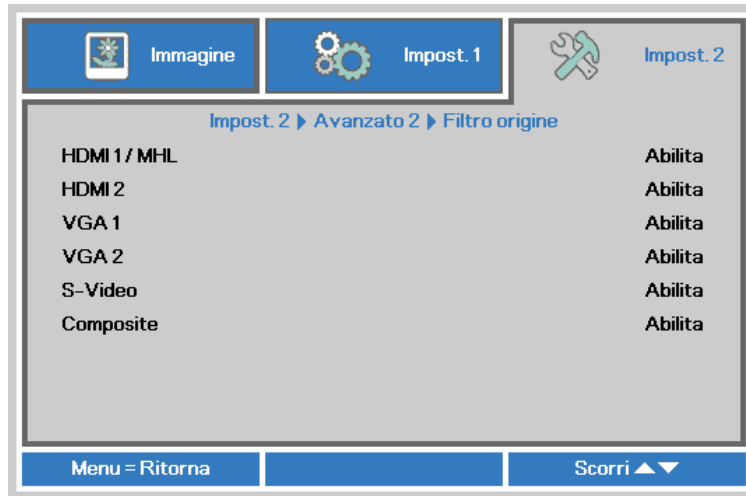 Immagine Impost. 1 Impost. 2
Impost. 2 ▶ Avanzato 2 ▶ Filtro origine
HDMI 1 / MHL Abilita
HDMI 2 Abilita
VGA 1 Abilita
VGA 2 Abilita
S-Video Abilita
Composite Abilita
Menu = Ritorna Scorri ▲▼